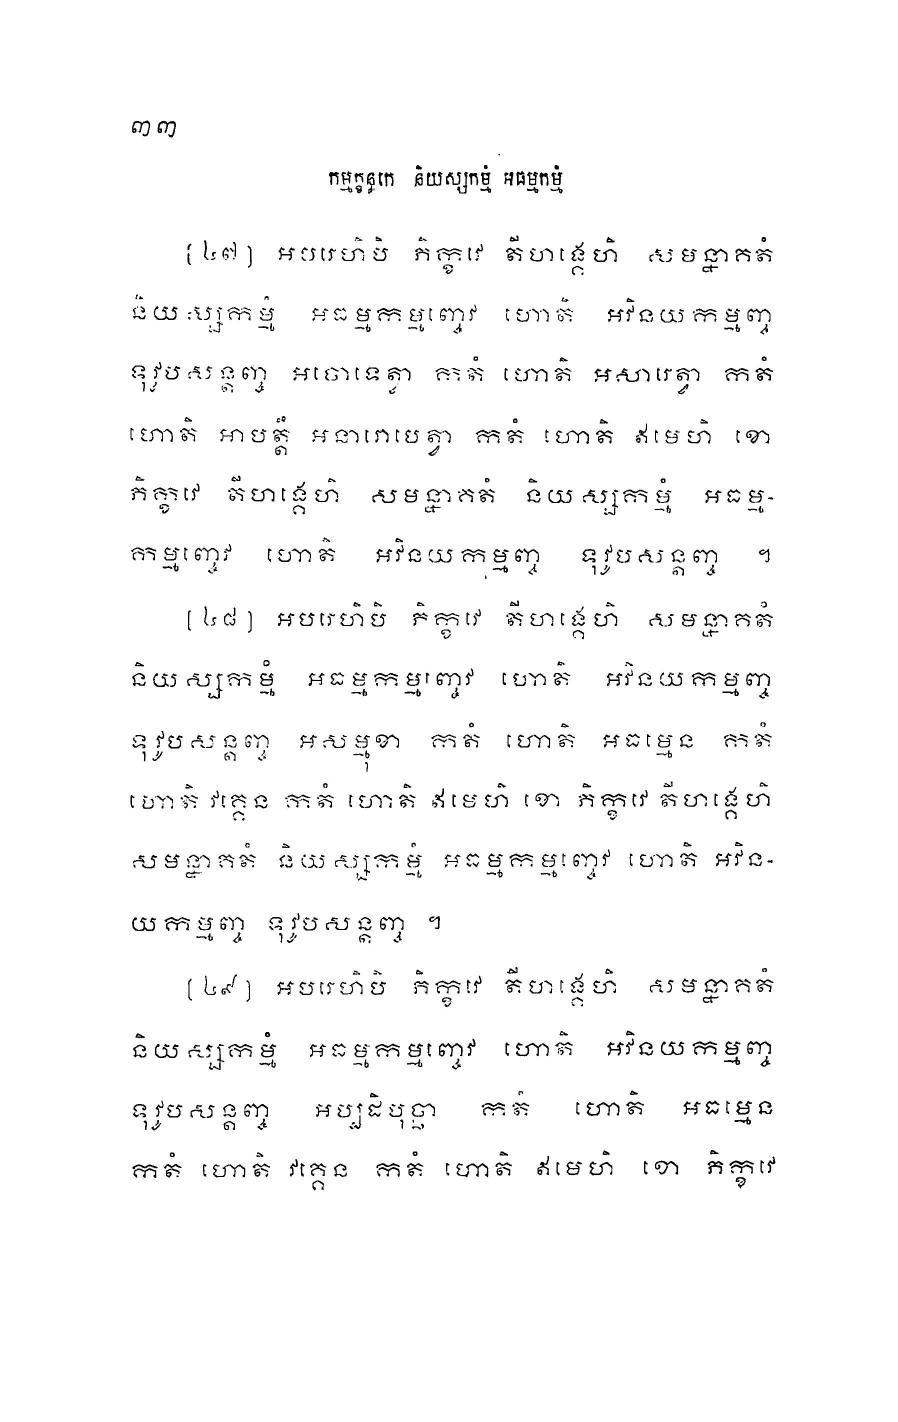 ៣៣
កម្មក្ខន្ធកេ និយស្សកម្មំ អធម្មកម្មំ
[៤៧] អបរេហិបិ ភិក្ខវេ តីហង្គេហិ សមន្នាគតំ
និយស្សកម្មំ អធម្មកម្មញ្ចេវ ហោតិ អវិនយកម្មញ្ច
ទុវូបសន្តញ្ច អចោទេត្វា កតំ ហោតិ អសារេត្វា កតំ
ហោតិ អាបត្តឹ អនារោបេត្វា កតំ ហោតិ ឥមេហិ ខោ
ភិក្ខវេ តីហង្គេហិ សមន្នាគតំ និយស្សកម្មំ អធម្ម-
កម្មញ្ចេវ ហោតិ អវិនយកម្មញ្ច ទុវូបសន្តញ្ច ។
[៤៨] អបរេហិបិ ភិក្ខវេ តីហង្គេហិ សមន្នាគតំ
និយស្សកម្មំ អធម្មកម្មញ្ចេវ ហោតិ អវិនយកម្មញ្ច
ទុវូបសន្តញ្ច អសម្មុខា កតំ ហោតិ អធម្មេន កតំ
ហោតិ វគ្គេន កតំ ហោតិ ឥមេហិ ខោ ភិក្ខវេ តីហង្គេហិ
សមន្នាគតំ និយស្សកម្មំ អធម្មកម្មញ្ចេវ ហោតិ អវិន-
យកម្មញ្ច ទុវូបសន្តញ្ច ។
[៤៩] អបរេហិបិ ភិក្ខវេ តីហង្គេហិ សមន្នាគតំ
និយស្សកម្មំ អធម្មកម្មញ្ចេវ ហោតិ អវិនយកម្មញ្ច
ទុវូបសន្តញ្ច អប្បដិបុច្ឆា កតំ ហោតិ អធម្មេន
កតំ ហោតិ វគ្គេន កតំ ហោតិ ឥមេហិ ខោ ភិក្ខវេ